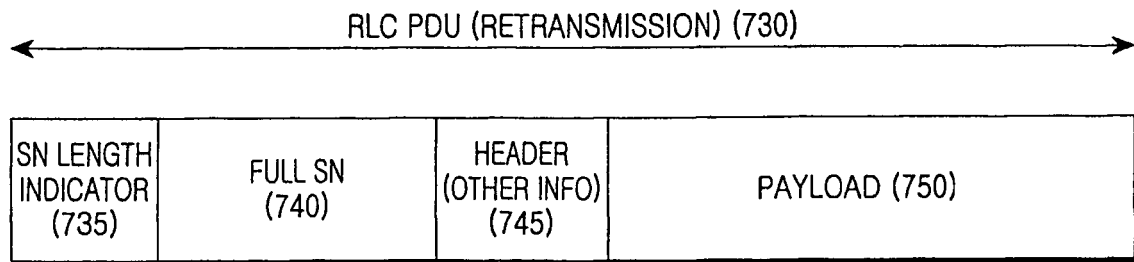 RLC PDU (RETRANSMISSION) (730)
SN LENGTH
INDICATOR
(735)
FULL SN
(740)
HEADER
(OTHER INFO)
(745)
PAYLOAD (750)